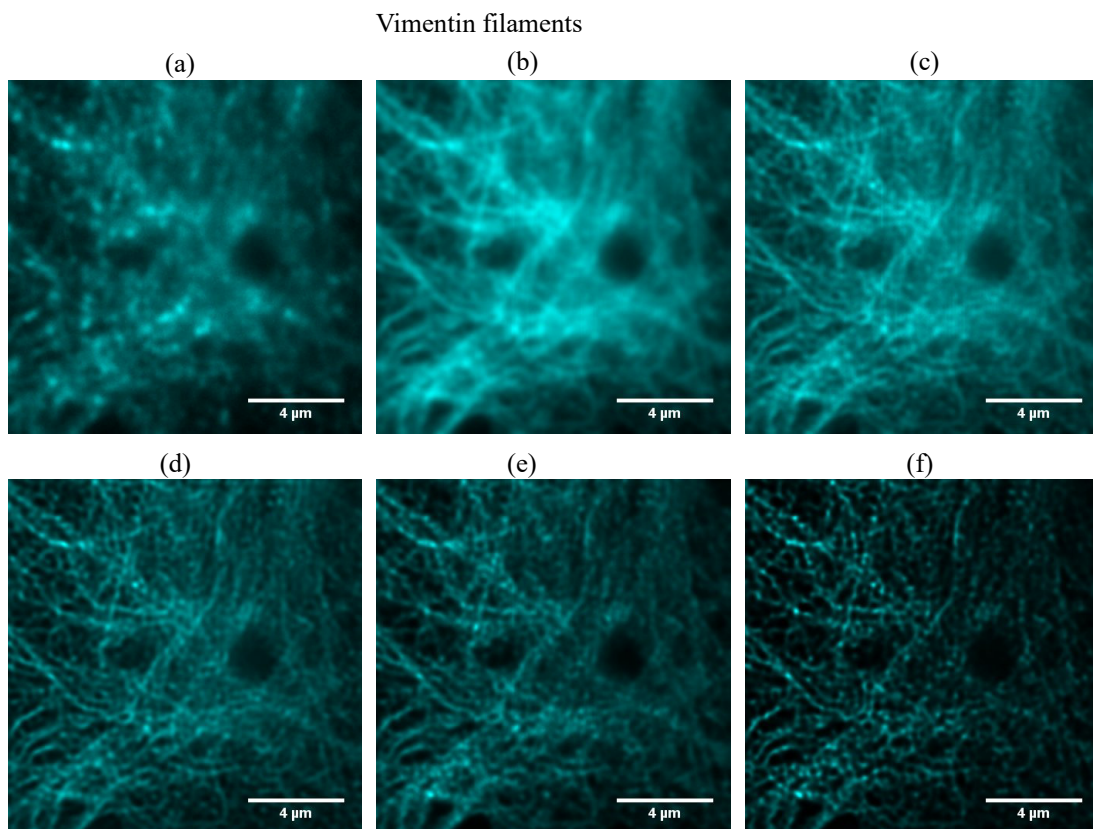 Vimentin filaments
(a) (b) (c)
4 µm 4 µm 4 µm
(d) (e) (f)
4 µm 4 µm 4 µm